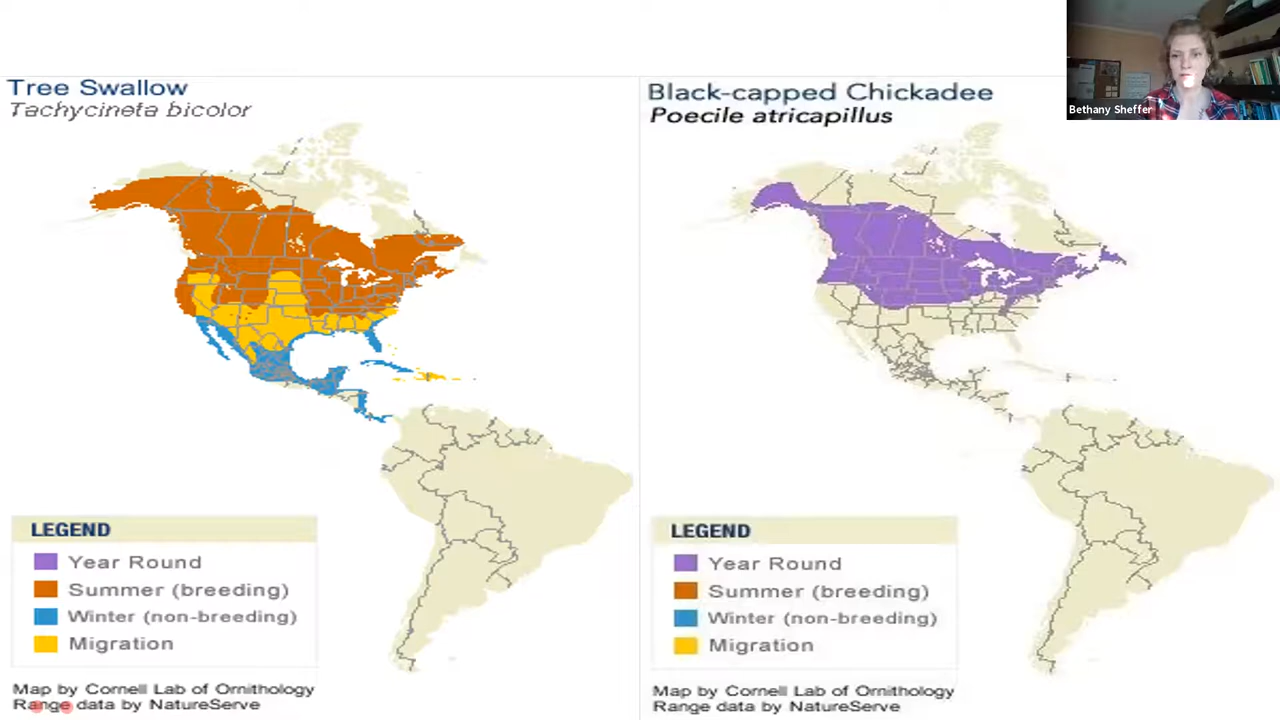 Tree Swallow
Tachycineta bicolor
LEGEND
Year Round
Summer (breeding)
Winter (non-breeding)
Migration
Map by Cornell Lab of Ornithology
Range data by NatureServe
Black-capped Chickadee
Poecile atricapillus
LEGEND
Year Round
Summer (breeding)
Winter (non-breeding)
Migration
Map by Cornell Lab of Ornithology
Range data by NatureServe
Bethany Sheffer